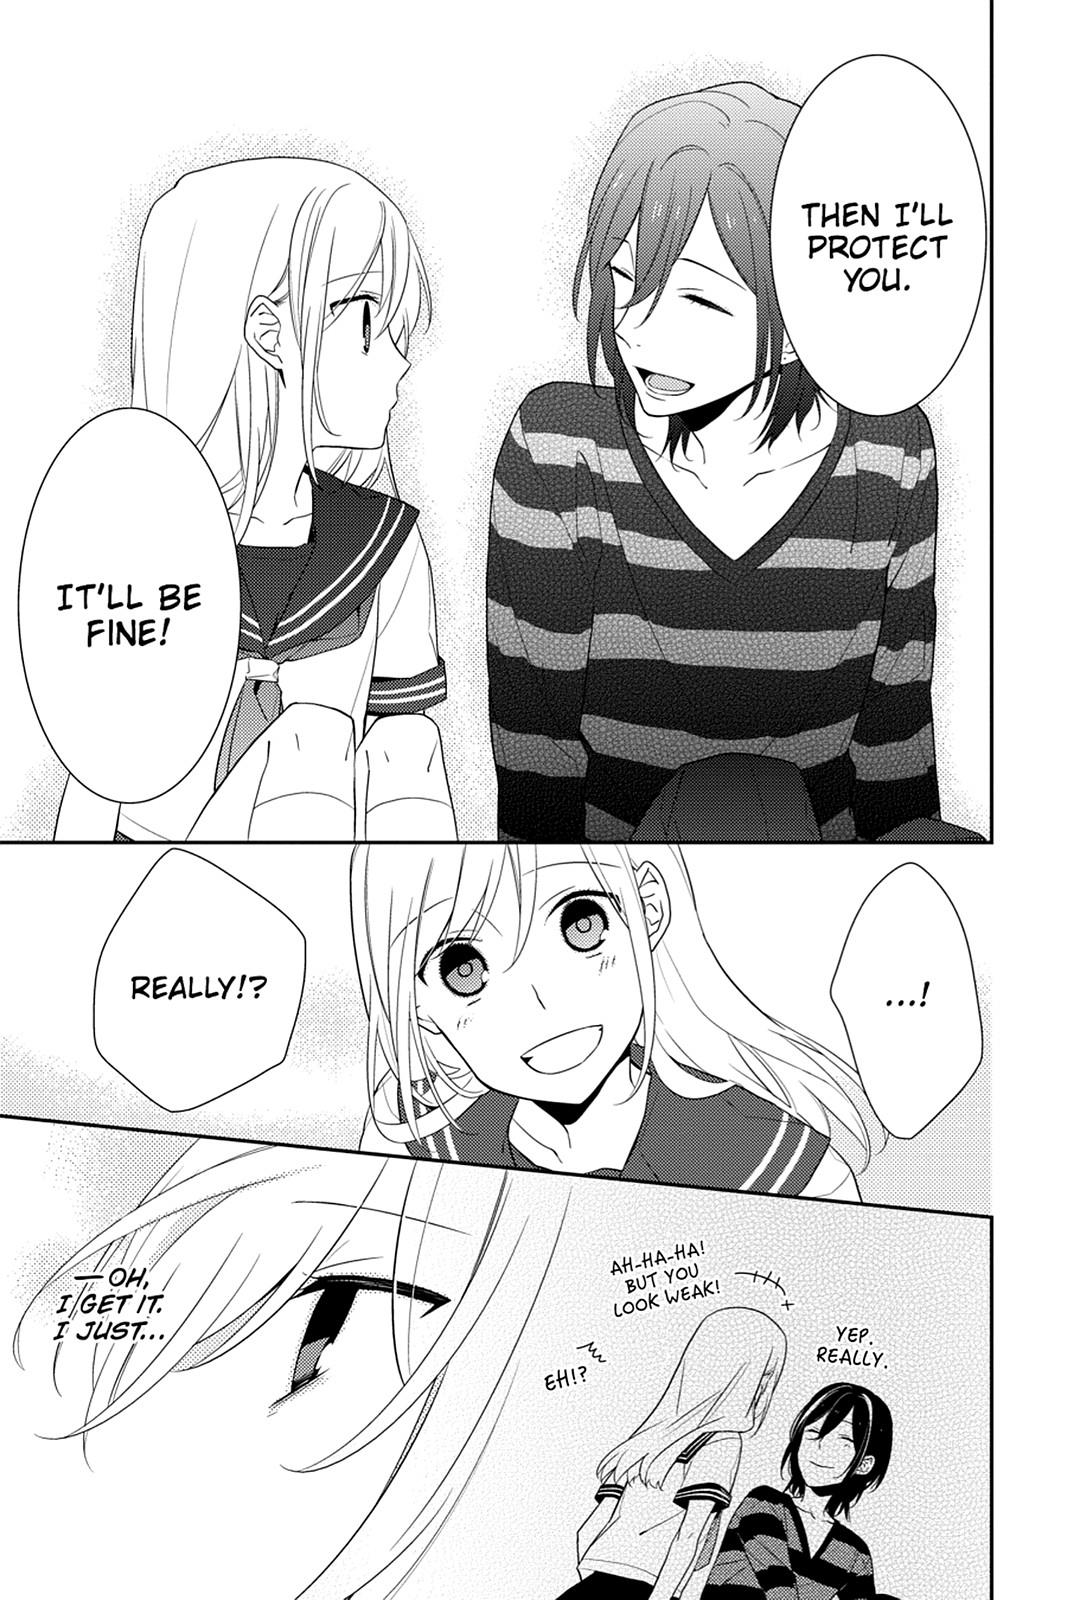 THEN I'LL
PROTECT
YOU.
IT'LL BE
FINE!
...!
REALLY!?
YEP.
REALLY.
AH-HA-HA!
BUT YOU
LOOK WEAK!
EH!?
—OH,
I GET IT.
I JUST...